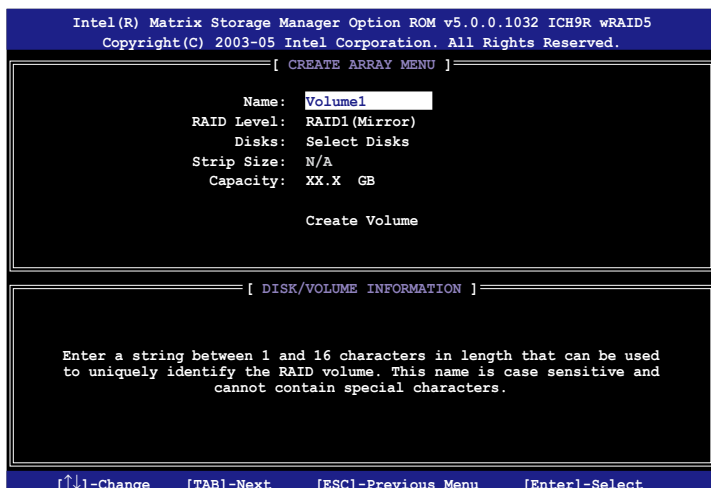 Intel(R) Matrix Storage Manager Option ROM v5.0.0.1032 ICH9R wRAID5
Copyright(C) 2003-05 Intel Corporation. All Rights Reserved.
[ CREATE ARRAY MENU ]
Name: Volume1
RAID Level: RAID1(Mirror)
Disks: Select Disks
Strip Size: N/A
Capacity: XX.X GB
Create Volume
[ DISK/VOLUME INFORMATION ]
Enter a string between 1 and 16 characters in length that can be used
to uniquely identify the RAID volume. This name is case sensitive and
cannot contain special characters.
[↑↓]-Change [TAB]-Next [ESC]-Previous Menu [Enter]-Select